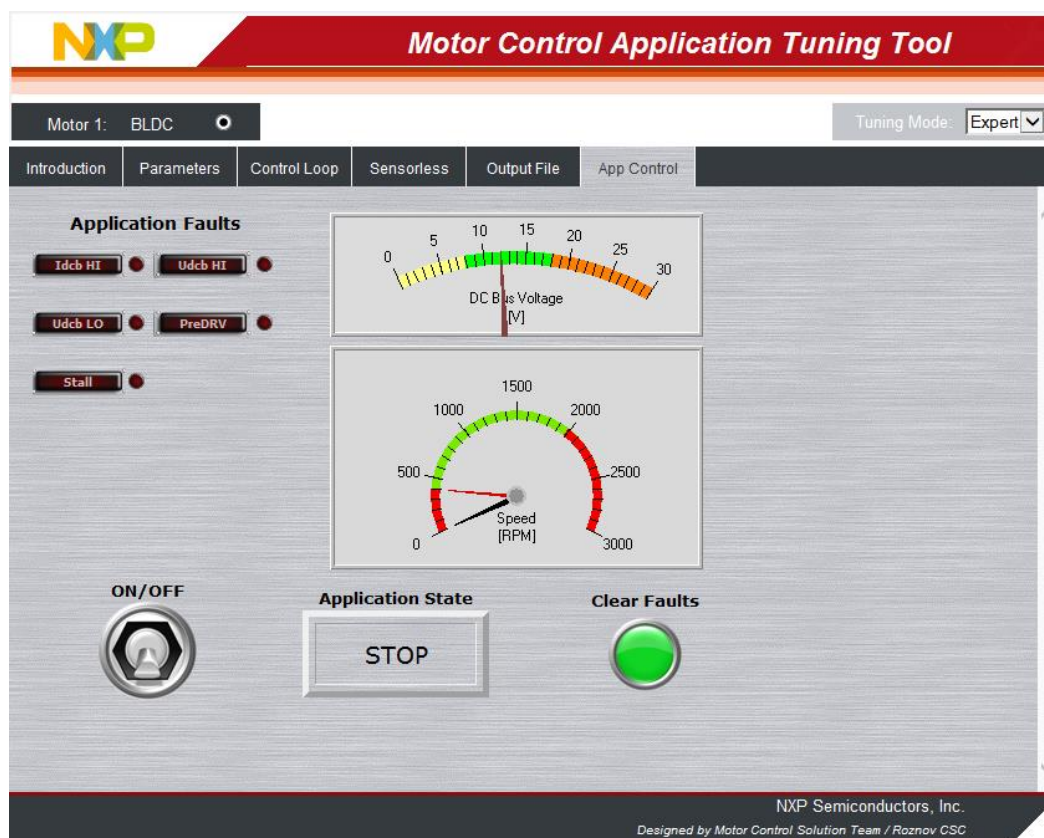 NXP
Motor Control Application Tuning Tool
Motor 1: BLDC
Tuning Mode: Expert
Introduction Parameters Control Loop Sensorless Output File App Control
Application Faults
Idcb HI Udcb HI
Udcb LO PreDRV
Stall
0 5 10 15 20 25 30
DC Bus Voltage
[V]
0 500 1000 1500 2000 2500 3000
Speed
[RPM]
ON/OFF
Application State
STOP
Clear Faults
NXP Semiconductors, Inc.
Designed by Motor Control Solution Team / Roznov CSC